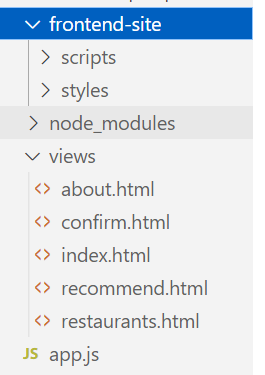 frontend-site
scripts
styles
node_modules
views
about.html
confirm.html
index.html
recommend.html
restaurants.html
JS app.js